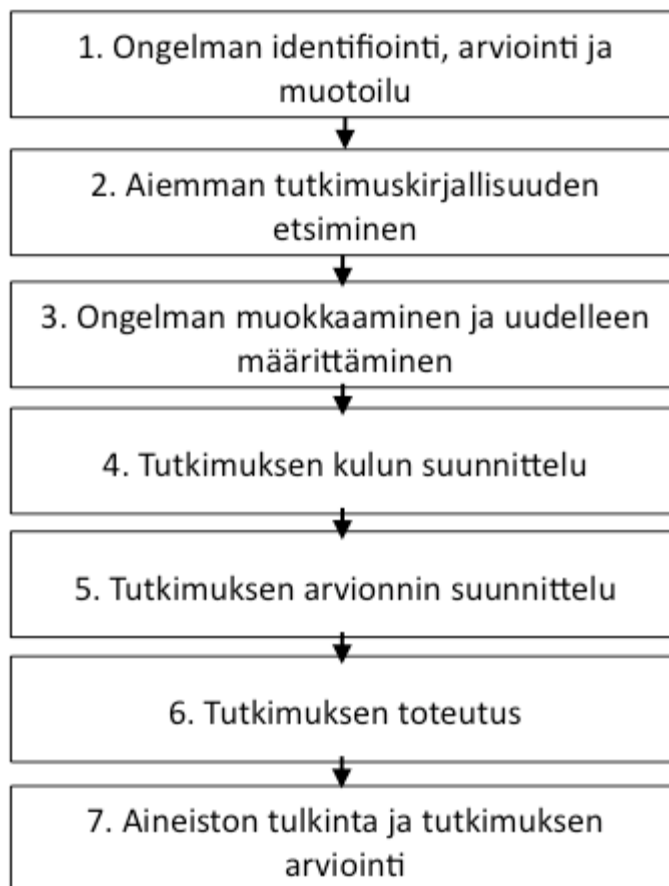 1. Ongelman identifiointi, arviointi ja
muotoilu
2. Aiemman tutkimuskirjallisuuden
etsiminen
3. Ongelman muokkaaminen ja uudelleen
määrittäminen
4. Tutkimuksen kulun suunnittelu
5. Tutkimuksen arvionnin suunnittelu
6. Tutkimuksen toteutus
7. Aineiston tulkinta ja tutkimuksen
arviointi